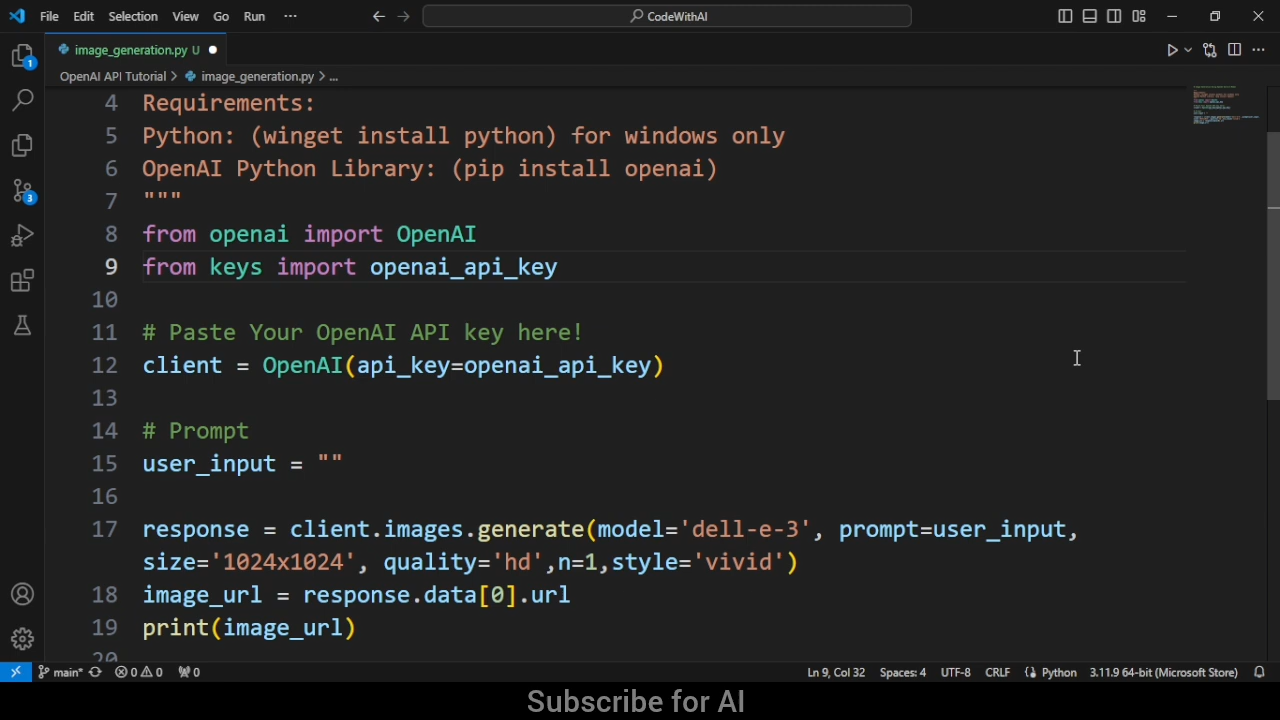 File Edit Selection View Go Run ···
CodeWithAI
image_generation.py U
OpenAI API Tutorial > image_generation.py > ...
4 Requirements:
5 Python: (winget install python) for windows only
6 OpenAI Python Library: (pip install openai)
7 """
8 from openai import OpenAI
9 from keys import openai_api_key
10
11 # Paste Your OpenAI API key here!
12 client = OpenAI(api_key=openai_api_key)
13
14 # Prompt
15 user_input = ""
16
17 response = client.images.generate(model='dell-e-3', prompt=user_input,
size='1024x1024', quality='hd',n=1,style='vivid')
18 image_url = response.data[0].url
19 print(image_url)
20
1
3
main* 0 0 0 Ln 9, Col 32 Spaces: 4 UTF-8 CRLF Python 3.11.9 64-bit (Microsoft Store)
Subscribe for AI